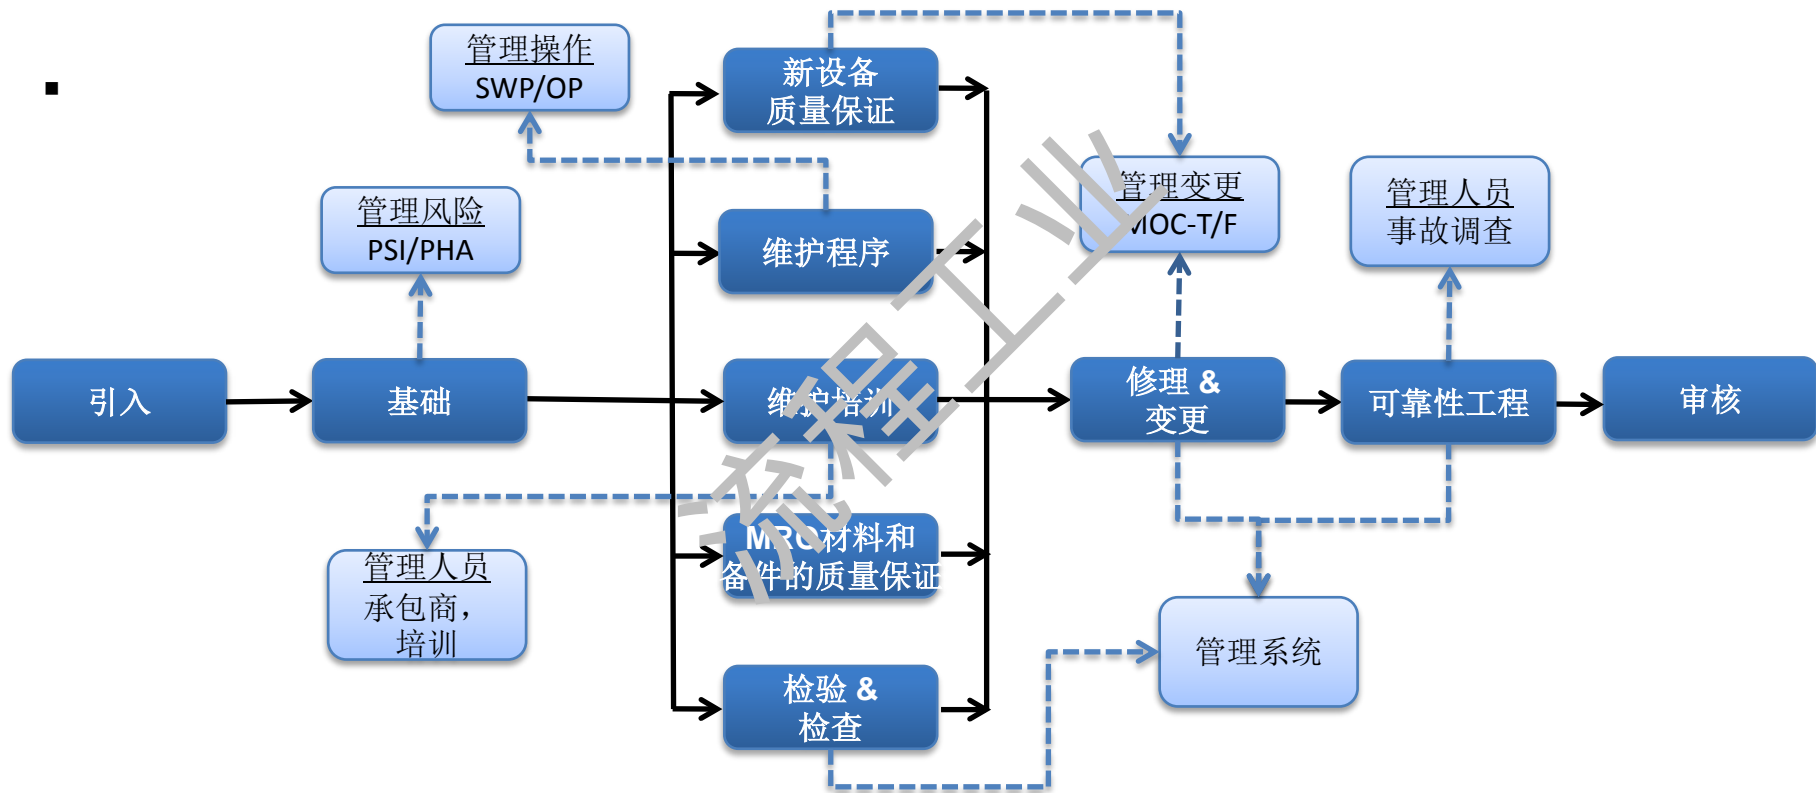 管理操作
SWP/OP
新设备
质量保证
管理风险
PSI/PHA
维护程序
管理变更
MOC-T/F
管理人员
事故调查
引入
基础
维护培训
修理 &
变更
可靠性工程
审核
管理人员
承包商，
培训
MRO材料和
备件的质量保证
检验 &
检查
管理系统
流程工业